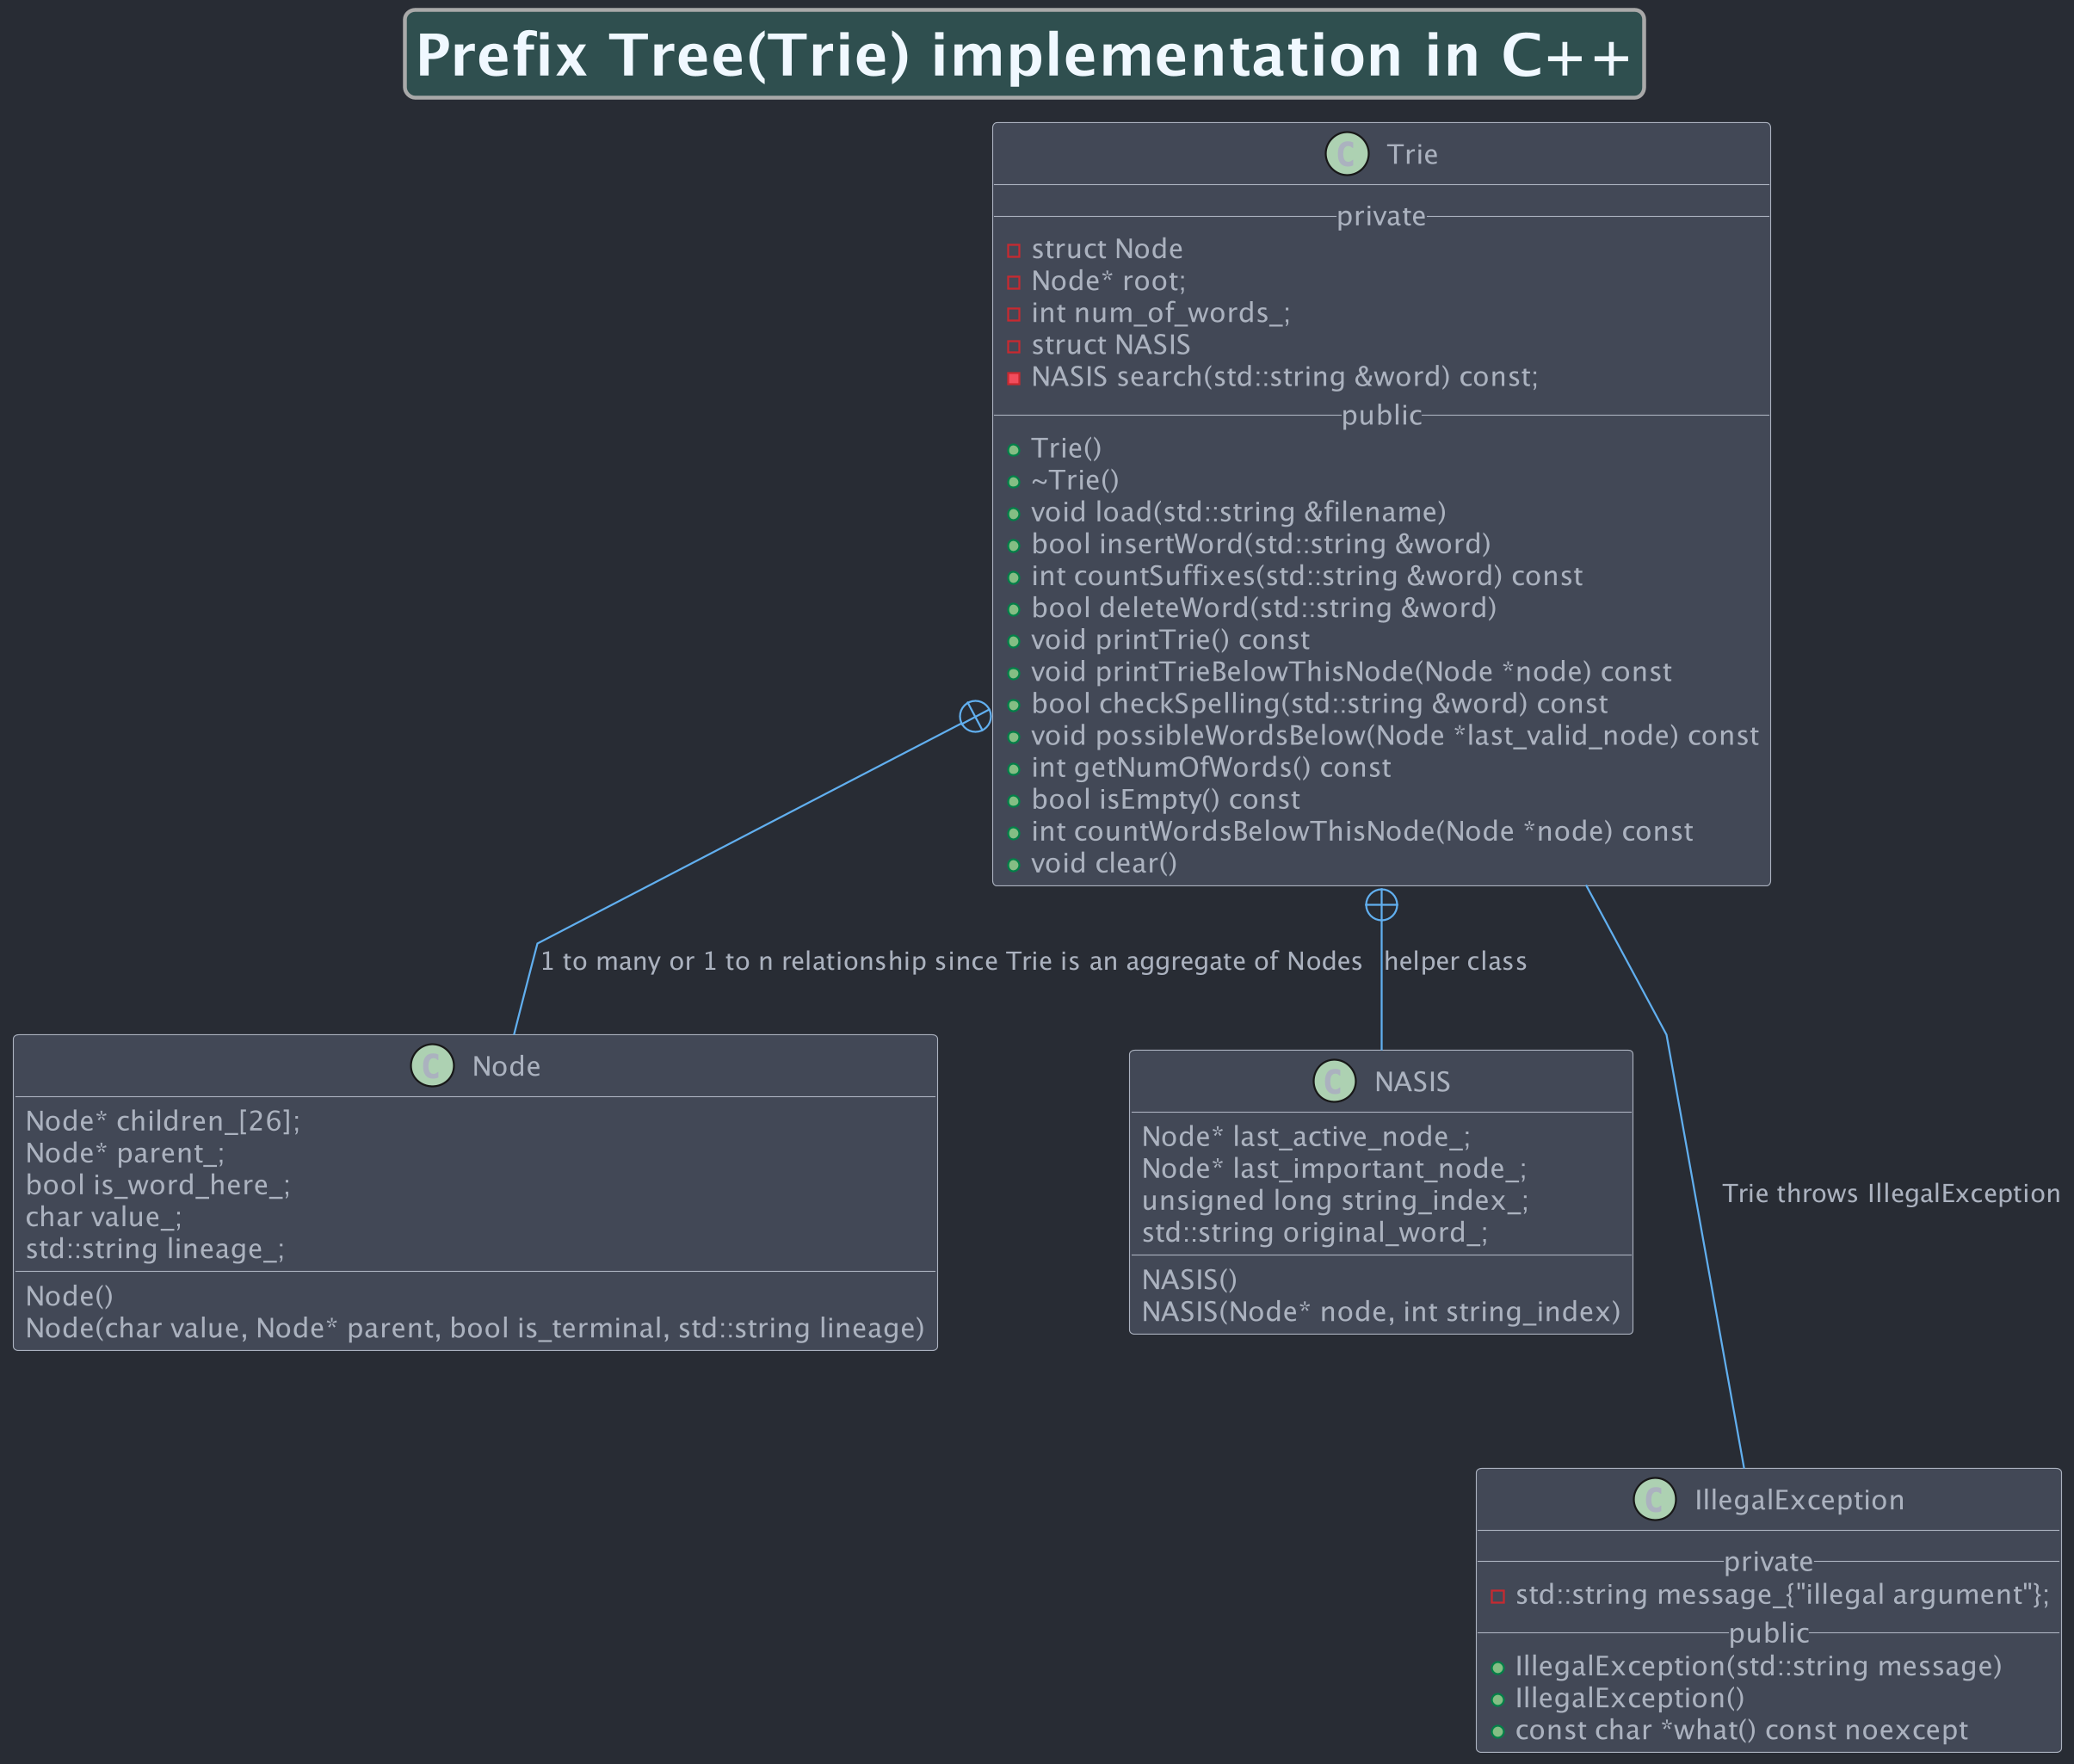 Prefix Tree(Trie) implementation in C++
C Trie
private
struct Node
Node* root;
int num_of_words_;
struct NASIS
NASIS search(std::string &word) const;
public
Trie()
~Trie()
void load(std::string &filename)
bool insertWord(std::string &word)
int countSuffixes(std::string &word) const
bool deleteWord(std::string &word)
void printTrie() const
void printTrieBelowThisNode(Node *node) const
bool checkSpelling(std::string &word) const
void possibleWordsBelow(Node *last_valid_node) const
int getNumOfWords() const
bool isEmpty() const
int countWordsBelowThisNode(Node *node) const
void clear()
1 to many or 1 to n relationship since Trie is an aggregate of Nodes
helper class
C Node
Node* children_[26];
Node* parent_;
bool is_word_here_;
char value_;
std::string lineage_;
Node()
Node(char value, Node* parent, bool is_terminal, std::string lineage)
C NASIS
Node* last_active_node_;
Node* last_important_node_;
unsigned long string_index_;
std::string original_word_;
NASIS()
NASIS(Node* node, int string_index)
Trie throws IllegalException
C IllegalException
private
std::string message_{"illegal argument"};
public
IllegalException(std::string message)
IllegalException()
const char *what() const noexcept